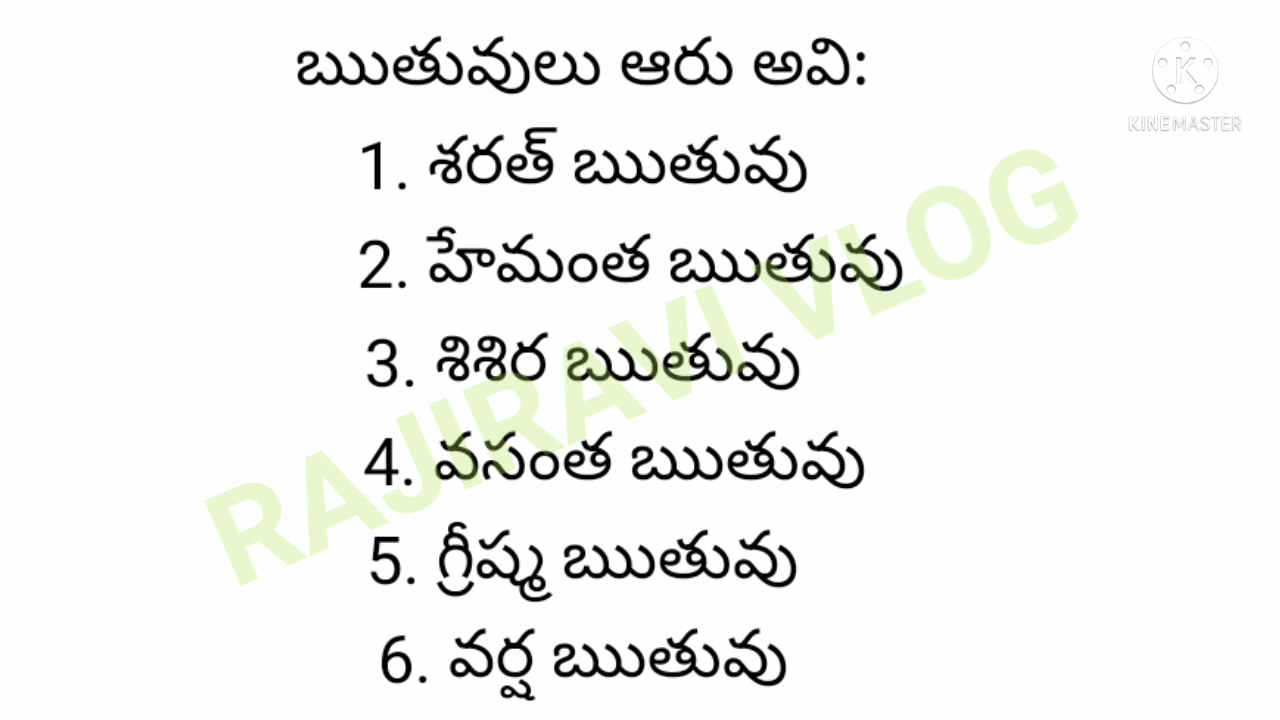 ఋతువులు ఆరు అవి:
1. శరత్ ఋతువు
2. హేమంత ఋతువు
3. శిశిర ఋతువు
4. వసంత ఋతువు
5. గ్రీష్మ ఋతువు
6. వర్ష ఋతువు
RAJIRAVI VLOG
K
KINEMASTER